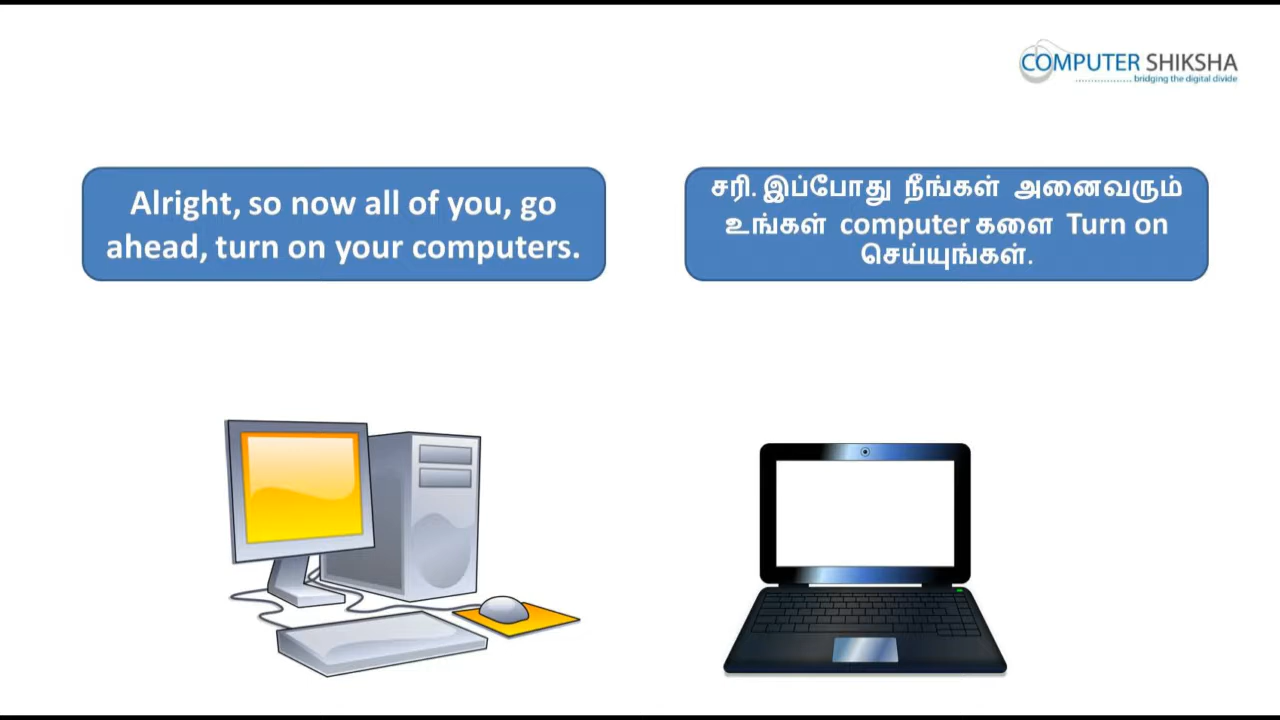 COMPUTER SHIKSHA
bridging the digital divide
Alright, so now all of you, go
ahead, turn on your computers.
சரி. இப்போது நீங்கள் அனைவரும்
உங்கள் computer களை Turn on
செய்யுங்கள்.